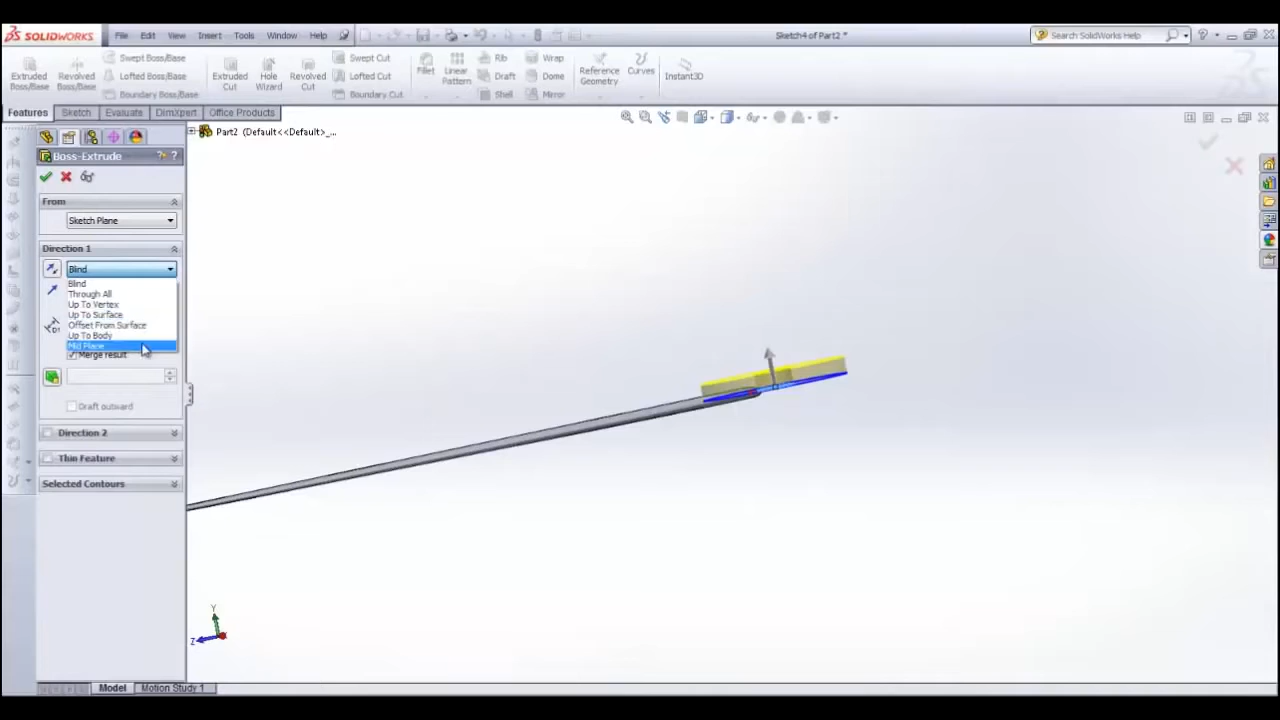 SOLIDWORKS File Edit View Insert Tools Window Help Sketch4 of Part2 * Search SolidWorks Help
Extruded Boss/Base
Revolved Boss/Base
Swept Boss/Base
Lofted Boss/Base
Boundary Boss/Base
Extruded Cut
Hole Wizard
Revolved Cut
Swept Cut
Lofted Cut
Boundary Cut
Fillet
Linear Pattern
Rib
Draft
Shell
Wrap
Dome
Mirror
Reference Geometry
Curves
Instant3D
Features Sketch Evaluate DimXpert Office Products
Part2 (Default<<Default>_...
Boss-Extrude
From
Sketch Plane
Direction 1
Blind
Blind
Through All
Up To Vertex
Up To Surface
Offset From Surface
Up To Body
Mid Plane
Merge result
Draft outward
Direction 2
Thin Feature
Selected Contours
Y
Z
Model Motion Study 1